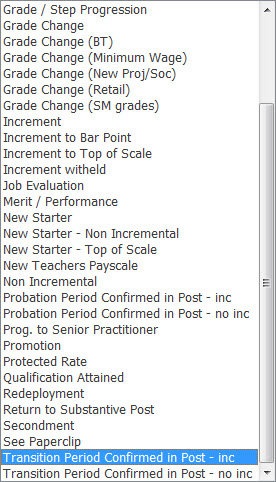 Grade / Step Progression
Grade Change
Grade Change (BT)
Grade Change (Minimum Wage)
Grade Change (New Proj/Soc)
Grade Change (Retail)
Grade Change (SM grades)
Increment
Increment to Bar Point
Increment to Top of Scale
Increment witheld
Job Evaluation
Merit / Performance
New Starter
New Starter - Non Incremental
New Starter - Top of Scale
New Teachers Payscale
Non Incremental
Probation Period Confirmed in Post - inc
Probation Period Confirmed in Post - no inc
Prog. to Senior Practitioner
Promotion
Protected Rate
Qualification Attained
Redeployment
Return to Substantive Post
Secondment
See Paperclip
Transition Period Confirmed in Post - inc
Transition Period Confirmed in Post - no inc